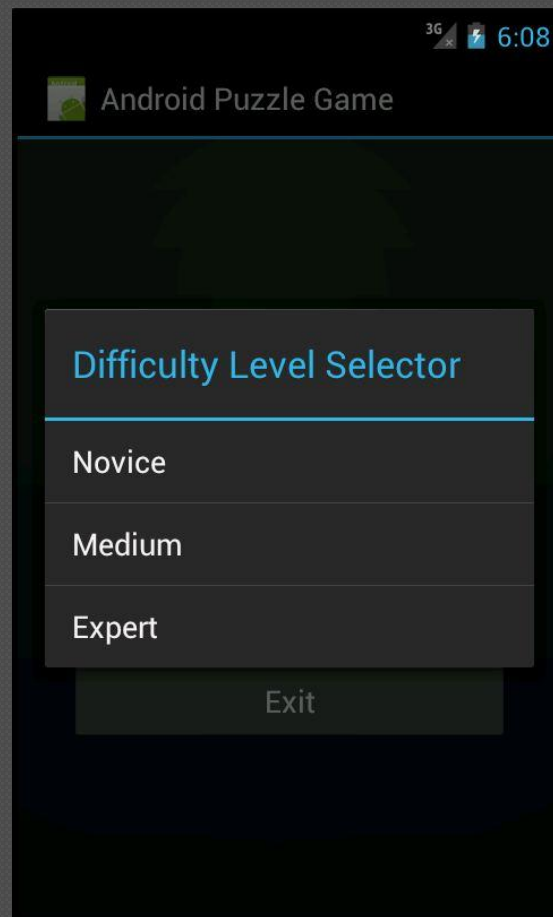 3G 6:08
Android Puzzle Game
Difficulty Level Selector
Novice
Medium
Expert
Exit